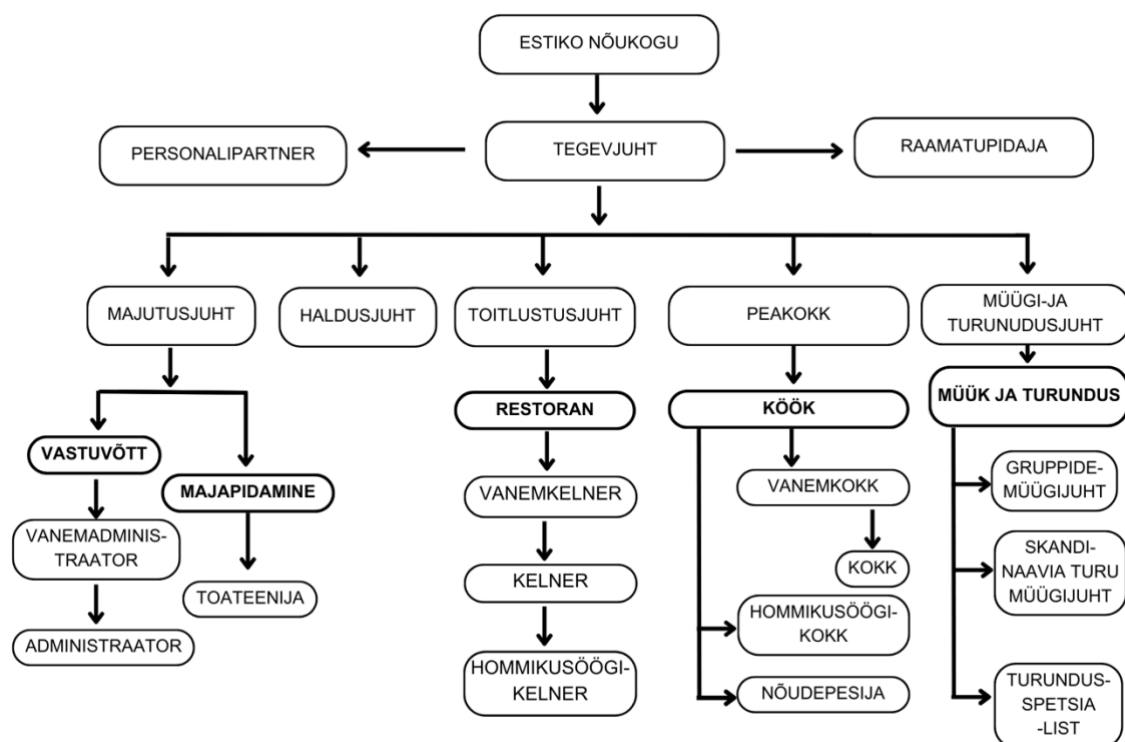 ESTIKO NÕUKOGU
PERSONALIPARTNER
TEGEVJUHT
RAAMATUPIDAJA
MAJUTUSJUHT
HALDUSJUHT
TOITLUSTUSJUHT
PEAKOKK
MÜÜGI-JA
TURUNUDUSJUHT
RESTORAN
KÖÖK
MÜÜK JA TURUNDUS
VASTUVÕTT
MAJAPIDAMINE
VANEMKELNER
VANEMKOKK
GRUPPIDE-
MÜÜGIJUHT
VANEMADMINIS-
TRAATOR
KELNER
KOKK
SKANDI-
NAAVIA TURU
MÜÜGIJUHT
TOATEENIJA
ADMINISTRAATOR
HOMMIKUSÖÖGI-
KOKK
HOMMIKUSÖÖGI-
KELNER
NÕUDEPESIJA
TURUNDUS-
SPETSIA
-LIST